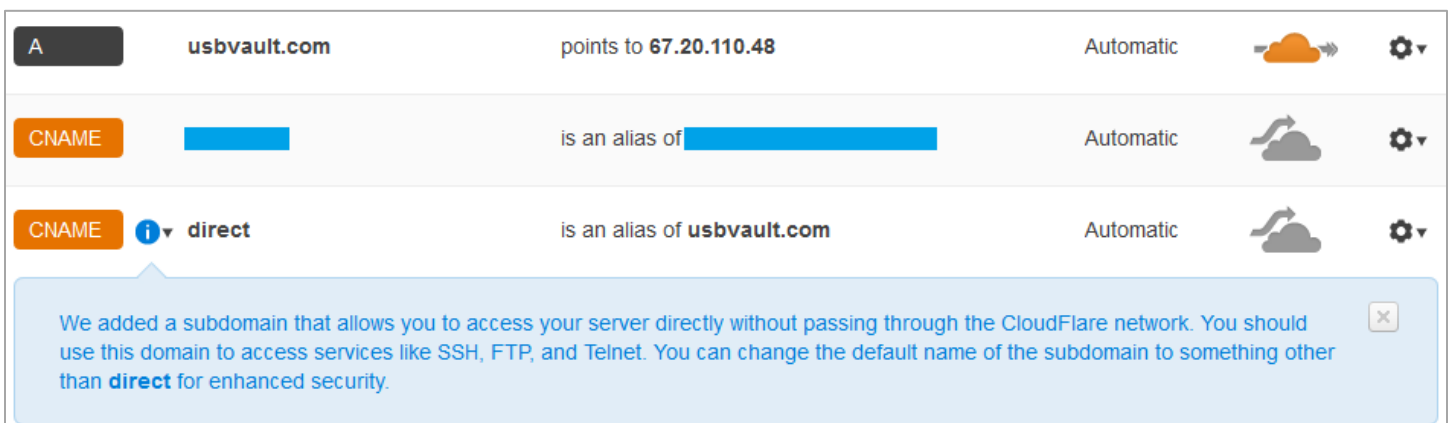 A usbvault.com points to 67.20.110.48 Automatic
CNAME is an alias of Automatic
CNAME direct is an alias of usbvault.com Automatic
We added a subdomain that allows you to access your server directly without passing through the CloudFlare network. You should
use this domain to access services like SSH, FTP, and Telnet. You can change the default name of the subdomain to something other
than direct for enhanced security.